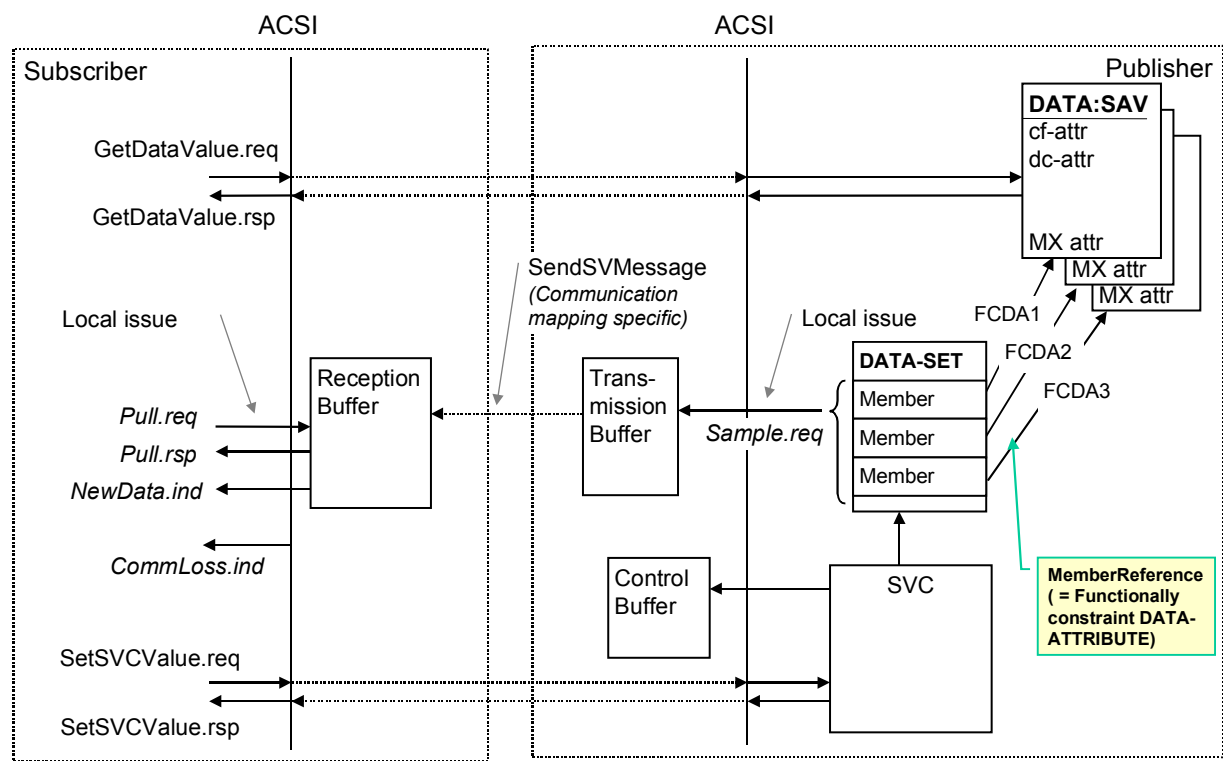 ACSI
ACSI
Subscriber
Publisher
DATA:SAV
cf-attr
dc-attr
MX attr
MX attr
MX attr
GetDataValue.req
GetDataValue.rsp
SendSVMessage
(Communication
mapping specific)
Local issue
Local issue
FCDA1
FCDA2
FCDA3
DATA-SET
Member
Member
Member
Reception
Buffer
Trans-
mission
Buffer
Pull.req
Pull.rsp
NewData.ind
Sample.req
CommLoss.ind
Control
Buffer
SVC
MemberReference
( = Functionally
constraint DATA-
ATTRIBUTE)
SetSVCValue.req
SetSVCValue.rsp